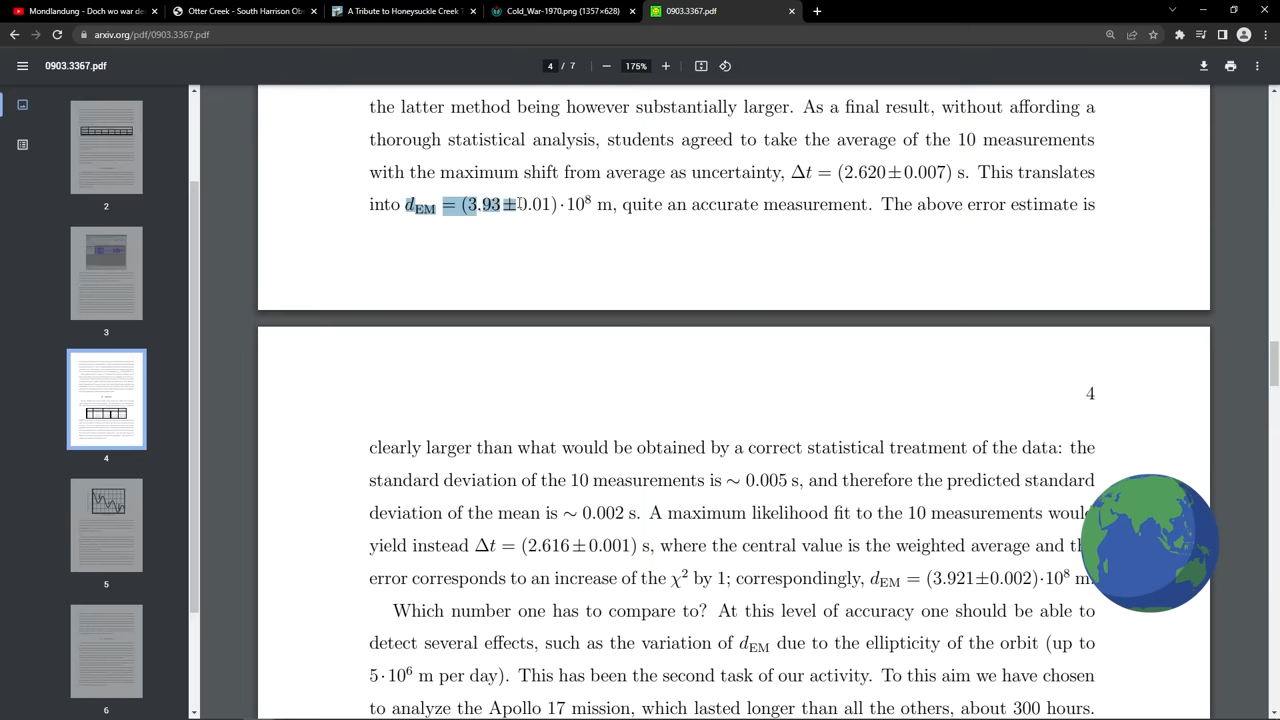 Mondlandung - Doch wo war de
Otter Creek - South Harrison Obs
A Tribute to Honeysuckle Creek T
Cold_War-1970.png (1357×628)
0903.3367.pdf
arxiv.org/pdf/0903.3367.pdf
0903.3367.pdf
4 / 7
175%
2
3
4
5
6
the latter method being however substantially larger. As a final result, without affording a
thorough statistical analysis, students agreed to take the average of the 10 measurements
with the maximum shift from average as uncertainty, Δt = (2.620±0.007) s. This translates
into dEM = (3.93±0.01)·10⁸ m, quite an accurate measurement. The above error estimate is
4
clearly larger than what would be obtained by a correct statistical treatment of the data: the
standard deviation of the 10 measurements is ∼ 0.005 s, and therefore the predicted standard
deviation of the mean is ∼ 0.002 s. A maximum likelihood fit to the 10 measurements would
yield instead Δt = (2.616±0.001) s, where the central value is the weighted average and th
error corresponds to an increase of the χ² by 1; correspondingly, dEM = (3.921±0.002)·10⁸ m
Which number one has to compare to? At this level of accuracy one should be able to
detect several effects, such as the variation of dEM due to the ellipticity of the orbit (up to
5·10⁶ m per day). This has been the second task of our activity. To this aim we have chosen
to analyze the Apollo 17 mission, which lasted longer than all the others, about 300 hours.